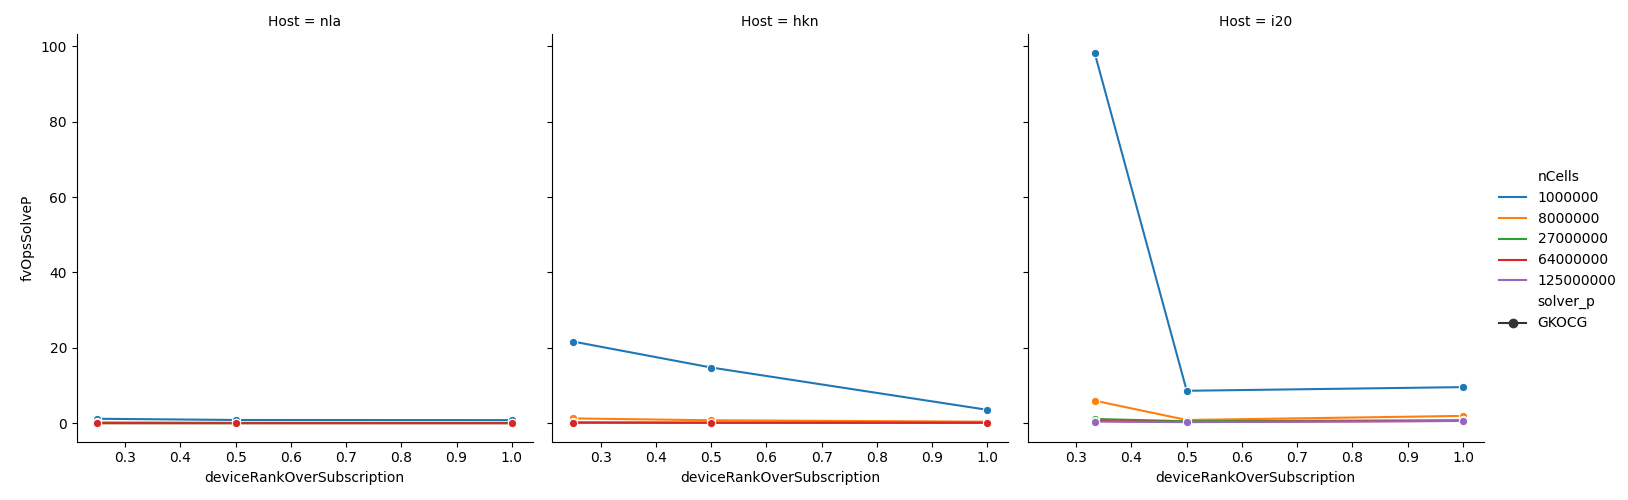 Host = nla
Host = hkn
Host = i20
fvOpsSolveP
100
80
60
40
20
0
0.3 0.4 0.5 0.6 0.7 0.8 0.9 1.0
deviceRankOverSubscription
0.3 0.4 0.5 0.6 0.7 0.8 0.9 1.0
deviceRankOverSubscription
0.3 0.4 0.5 0.6 0.7 0.8 0.9 1.0
deviceRankOverSubscription
nCells
1000000
8000000
27000000
64000000
125000000
solver_p
GKOCG